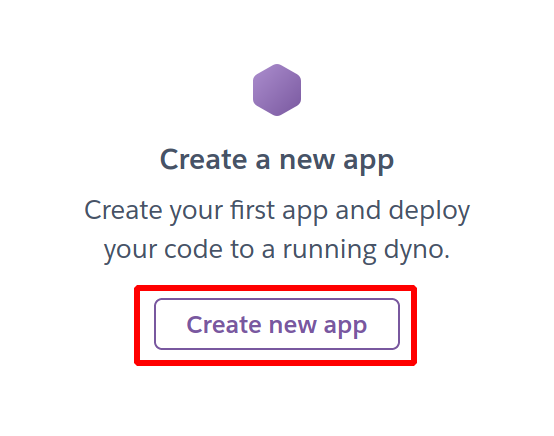 Create a new app
Create your first app and deploy
your code to a running dyno.
Create new app